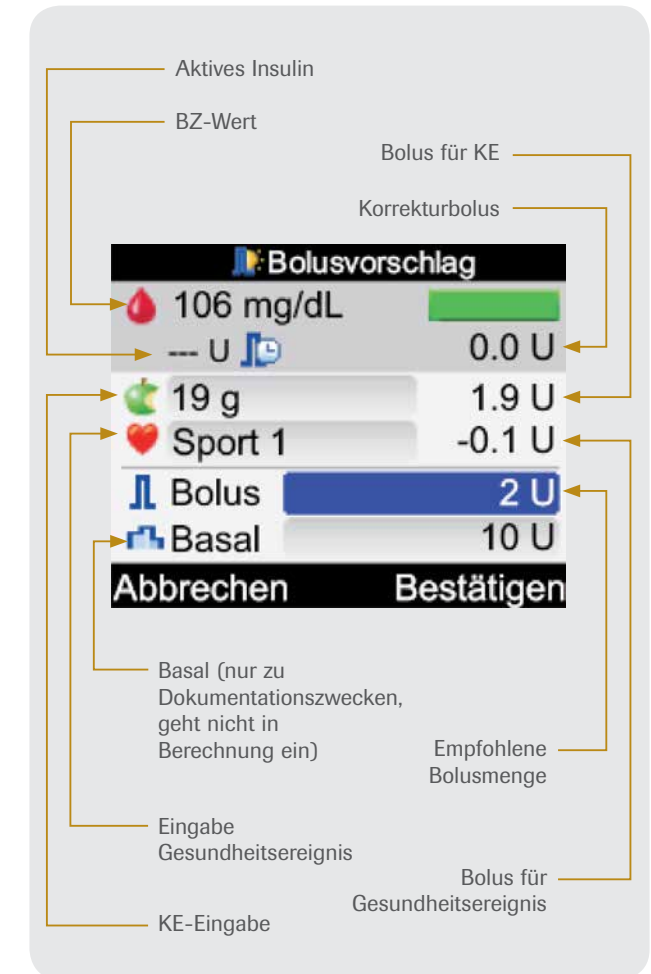 Aktives Insulin
BZ-Wert
Bolus für KE
Korrekturbolus
Bolusvorschlag
106 mg/dL
--- U 0.0 U
19 g 1.9 U
Sport 1 -0.1 U
Bolus 2 U
Basal 10 U
Abbrechen Bestätigen
Basal (nur zu
Dokumentationszwecken,
geht nicht in
Berechnung ein)
Empfohlene
Bolusmenge
Eingabe
Gesundheitsereignis
Bolus für
Gesundheitsereignis
KE-Eingabe